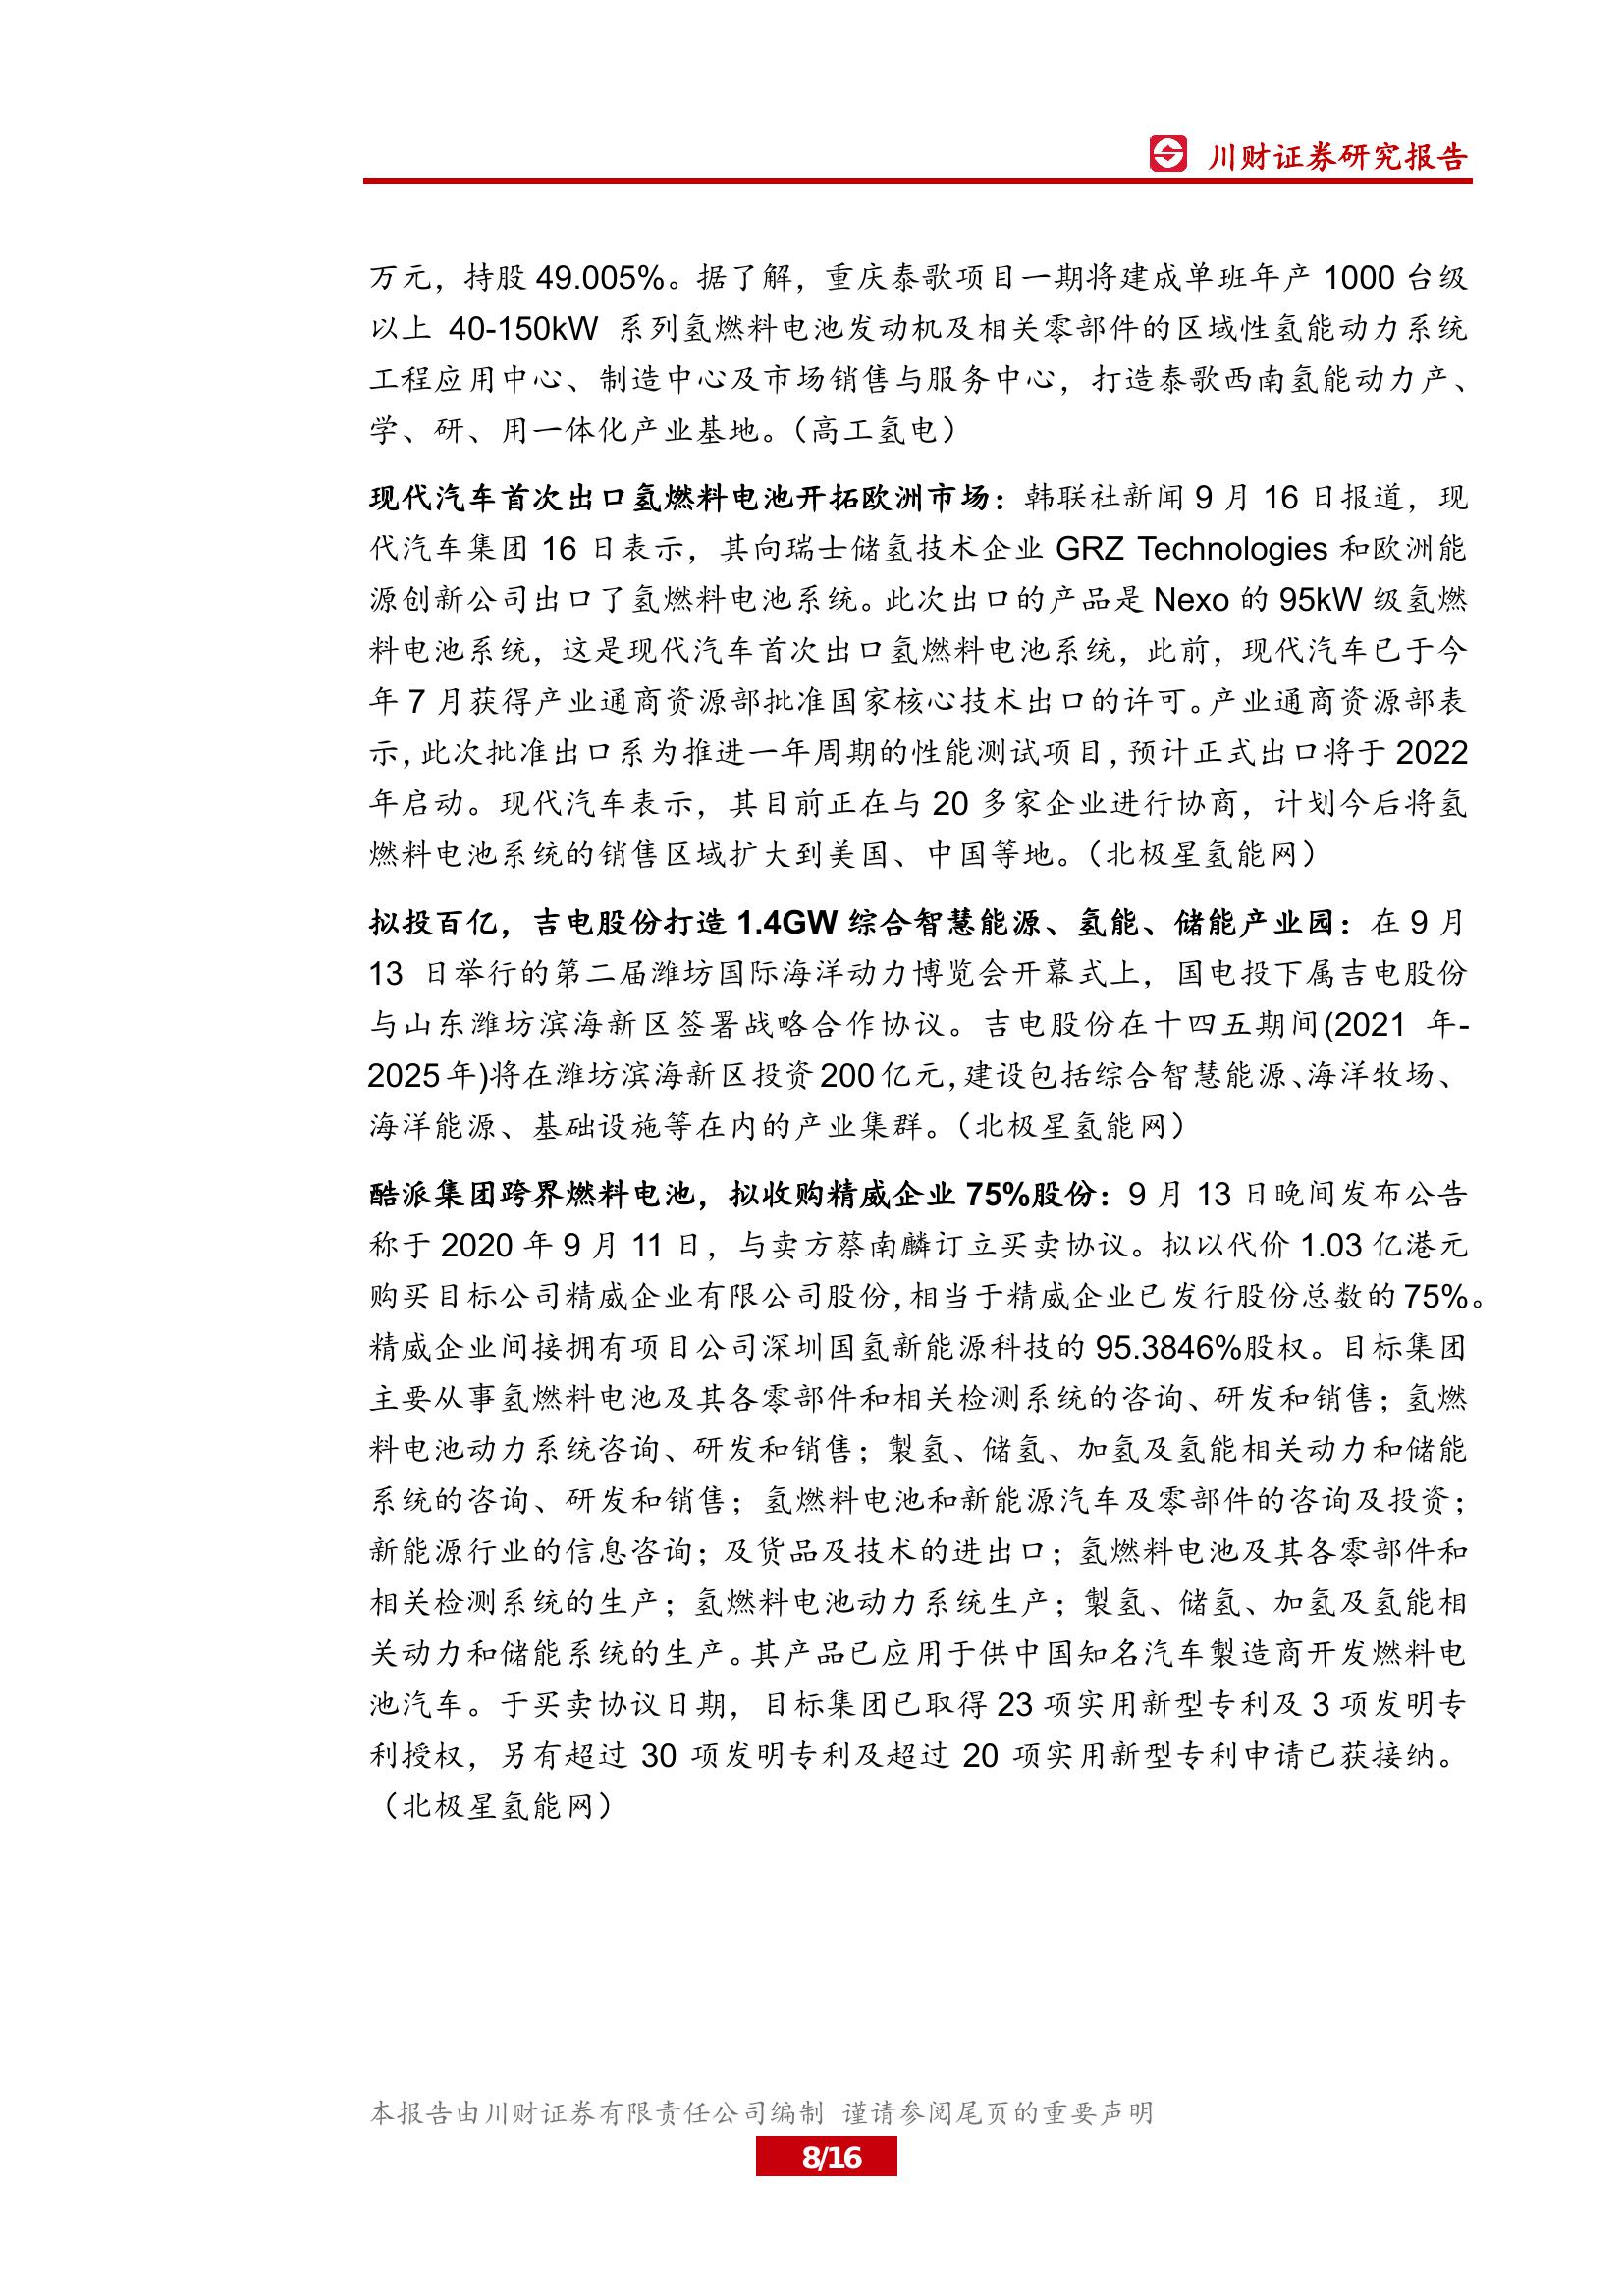 川财证券研究报告
万元，持股 49.005%。据了解，重庆泰歌项目一期将建成单班年产 1000 台级
以上 40-150kW 系列氢燃料电池发动机及相关零部件的区域性氢能动力系统
工程应用中心、制造中心及市场销售与服务中心，打造泰歌西南氢能动力产、
学、研、用一体化产业基地。（高工氢电）
现代汽车首次出口氢燃料电池开拓欧洲市场：韩联社新闻 9 月 16 日报道，现
代汽车集团 16 日表示，其向瑞士储氢技术企业 GRZ Technologies 和欧洲能
源创新公司出口了氢燃料电池系统。此次出口的产品是 Nexo 的 95kW 级氢燃
料电池系统，这是现代汽车首次出口氢燃料电池系统，此前，现代汽车已于今
年 7 月获得产业通商资源部批准国家核心技术出口的许可。产业通商资源部表
示，此次批准出口系为推进一年周期的性能测试项目，预计正式出口将于 2022
年启动。现代汽车表示，其目前正在与 20 多家企业进行协商，计划今后将氢
燃料电池系统的销售区域扩大到美国、中国等地。（北极星氢能网）
拟投百亿，吉电股份打造 1.4GW 综合智慧能源、氢能、储能产业园：在 9 月
13 日举行的第二届潍坊国际海洋动力博览会开幕式上，国电投下属吉电股份
与山东潍坊滨海新区签署战略合作协议。吉电股份在十四五期间(2021 年-
2025 年)将在潍坊滨海新区投资 200 亿元，建设包括综合智慧能源、海洋牧场、
海洋能源、基础设施等在内的产业集群。（北极星氢能网）
酷派集团跨界燃料电池，拟收购精威企业 75%股份：9 月 13 日晚间发布公告
称于 2020 年 9 月 11 日，与卖方蔡南麟订立买卖协议。拟以代价 1.03 亿港元
购买目标公司精威企业有限公司股份，相当于精威企业已发行股份总数的 75%。
精威企业间接拥有项目公司深圳国氢新能源科技的 95.3846%股权。目标集团
主要从事氢燃料电池及其各零部件和相关检测系统的咨询、研发和销售；氢燃
料电池动力系统咨询、研发和销售；製氢、储氢、加氢及氢能相关动力和储能
系统的咨询、研发和销售；氢燃料电池和新能源汽车及零部件的咨询及投资；
新能源行业的信息咨询；及货品及技术的进出口；氢燃料电池及其各零部件和
相关检测系统的生产；氢燃料电池动力系统生产；製氢、储氢、加氢及氢能相
关动力和储能系统的生产。其产品已应用于供中国知名汽车製造商开发燃料电
池汽车。于买卖协议日期，目标集团已取得 23 项实用新型专利及 3 项发明专
利授权，另有超过 30 项发明专利及超过 20 项实用新型专利申请已获接纳。
（北极星氢能网）
本报告由川财证券有限责任公司编制 谨请参阅尾页的重要声明
8/16